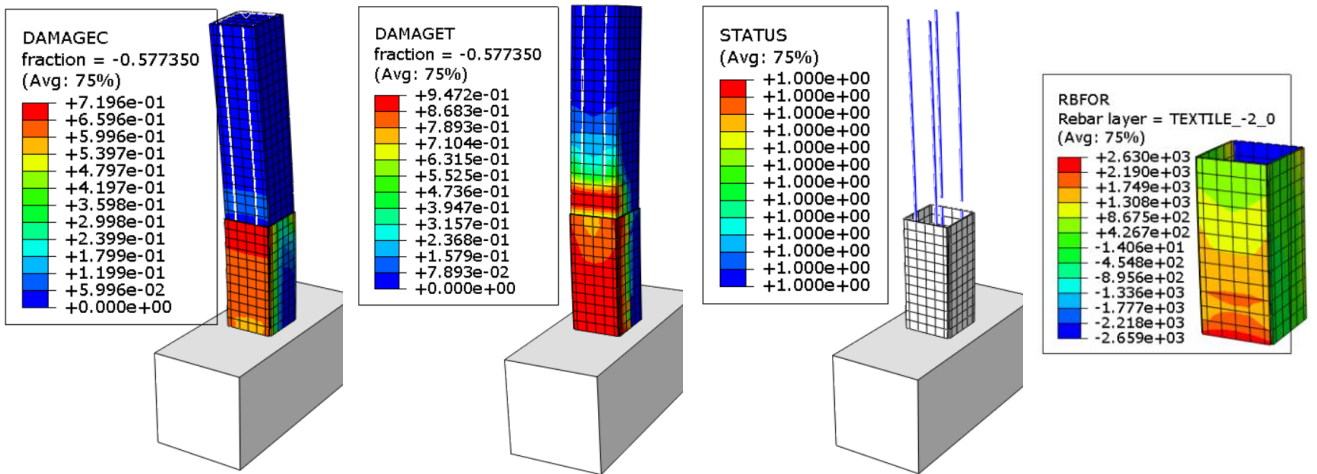 DAMAGEC
fraction = -0.577350
(Avg: 75%)
+7.196e-01
+6.596e-01
+5.996e-01
+5.397e-01
+4.797e-01
+4.197e-01
+3.598e-01
+2.998e-01
+2.399e-01
+1.799e-01
+1.199e-01
+5.996e-02
+0.000e+00
DAMAGET
fraction = -0.577350
(Avg: 75%)
+9.472e-01
+8.683e-01
+7.893e-01
+7.104e-01
+6.315e-01
+5.525e-01
+4.736e-01
+3.947e-01
+3.157e-01
+2.368e-01
+1.579e-01
+7.893e-02
+0.000e+00
STATUS
(Avg: 75%)
+1.000e+00
+1.000e+00
+1.000e+00
+1.000e+00
+1.000e+00
+1.000e+00
+1.000e+00
+1.000e+00
+1.000e+00
+1.000e+00
+1.000e+00
+1.000e+00
+1.000e+00
RBFOR
Rebar layer = TEXTILE_-2_0
(Avg: 75%)
+2.630e+03
+2.190e+03
+1.749e+03
+1.308e+03
+8.675e+02
+4.267e+02
-1.406e+01
-4.548e+02
-8.956e+02
-1.336e+03
-1.777e+03
-2.218e+03
-2.659e+03